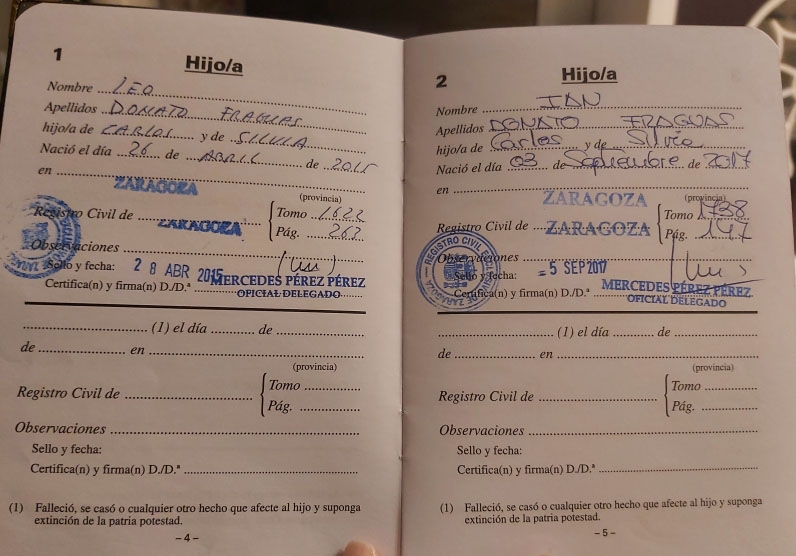 1
Hijo/a
Nombre LEO
Apellidos DONATO FRAGUAS
hijo/a de CARLOS y de SILVIA
Nació el día 26 de ABRIL de 2015
en ZARAGOZA
(provincia)
Registro Civil de ZARAGOZA
Tomo 1622
Pág. 262
Observaciones
Sello y fecha: 28 ABR 2015
MERCEDES PÉREZ PÉREZ
Certifica(n) y firma(n) D./D.ª OFICIAL DELEGADO
(1) el día de
de en
(provincia)
Registro Civil de
Tomo
Pág.
Observaciones
Sello y fecha:
Certifica(n) y firma(n) D./D.ª
(1) Falleció, se casó o cualquier otro hecho que afecte al hijo y suponga
extinción de la patria potestad.
– 4 –
2
Hijo/a
Nombre IAN
Apellidos DONATO FRAGUAS
hijo/a de Carlos y de Silvia
Nació el día 03 de Septiembre de 2017
en ZARAGOZA
(provincia)
Registro Civil de ZARAGOZA
Tomo 1738
Pág. 147
Observaciones
REGISTRO CIVIL
DE ZARAGOZA
Sello y fecha: - 5 SEP 2017
MERCEDES PÉREZ PÉREZ
Certifica(n) y firma(n) D./D.ª OFICIAL DELEGADO
(1) el día de
de en
(provincia)
Registro Civil de
Tomo
Pág.
Observaciones
Sello y fecha:
Certifica(n) y firma(n) D./D.ª
(1) Falleció, se casó o cualquier otro hecho que afecte al hijo y suponga
extinción de la patria potestad.
– 5 –